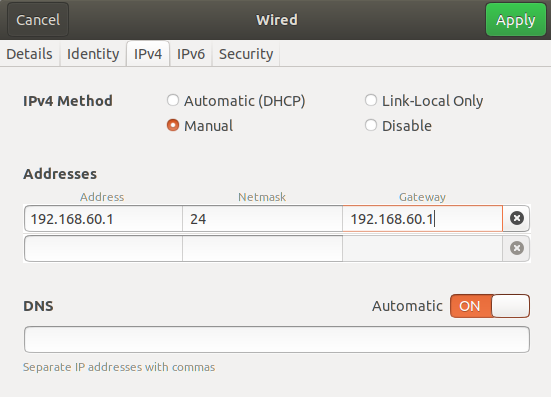 Cancel Wired Apply
Details Identity IPv4 IPv6 Security
IPv4 Method Automatic (DHCP) Link-Local Only
Manual Disable
Addresses
Address Netmask Gateway
192.168.60.1 24 192.168.60.1
DNS Automatic ON
Separate IP addresses with commas